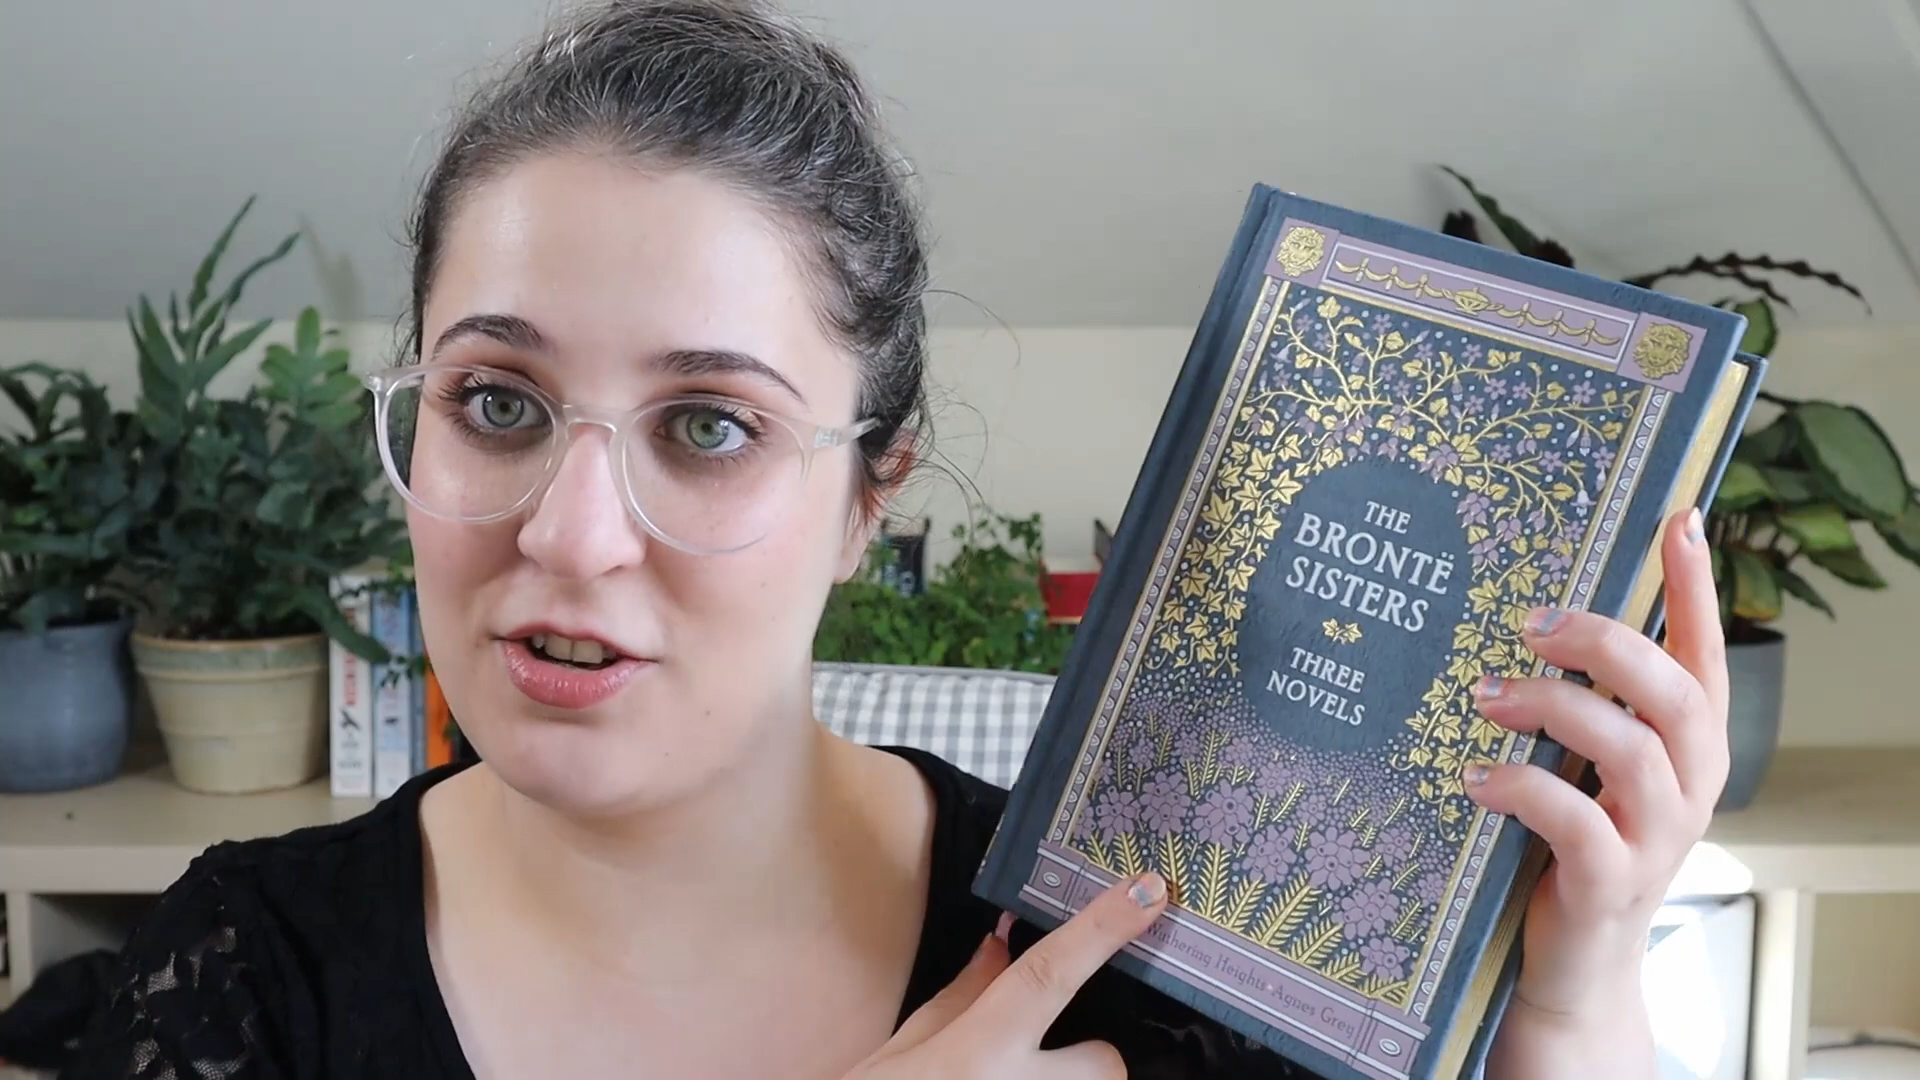 THE
BRONTË
SISTERS
THREE
NOVELS
Wuthering Heights • Agnes Grey